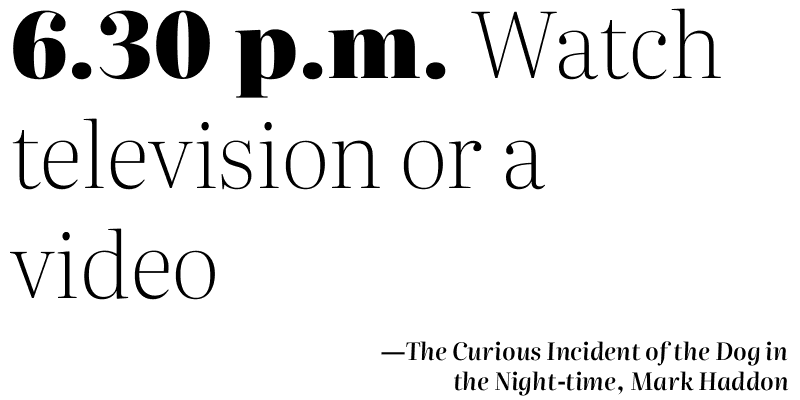 6.30 p.m. Watch
television or a
video
—The Curious Incident of the Dog in
the Night-time, Mark Haddon